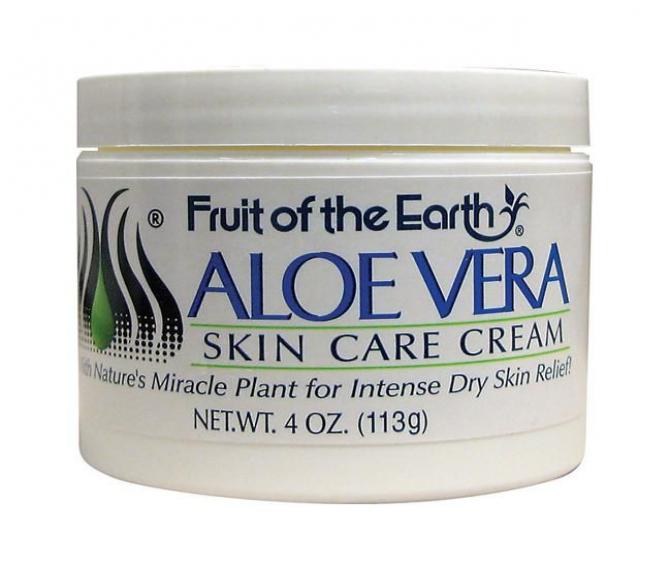 Fruit of the Earth ®
®
ALOE VERA
SKIN CARE CREAM
Nature's Miracle Plant for Intense Dry Skin Relief!
NET.WT. 4 OZ. (113g)